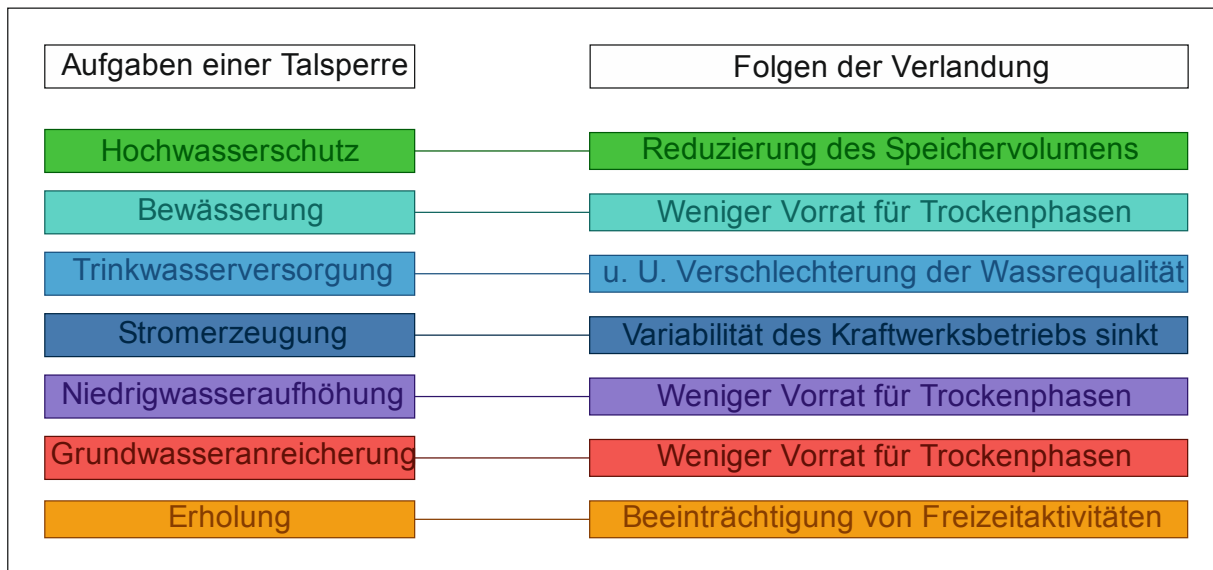 Aufgaben einer Talsperre
Folgen der Verlandung
Hochwasserschutz
Reduzierung des Speichervolumens
Bewässerung
Weniger Vorrat für Trockenphasen
Trinkwasserversorgung
u. U. Verschlechterung der Wassrequalität
Stromerzeugung
Variabilität des Kraftwerksbetriebs sinkt
Niedrigwasseraufhöhung
Weniger Vorrat für Trockenphasen
Grundwasseranreicherung
Weniger Vorrat für Trockenphasen
Erholung
Beeinträchtigung von Freizeitaktivitäten